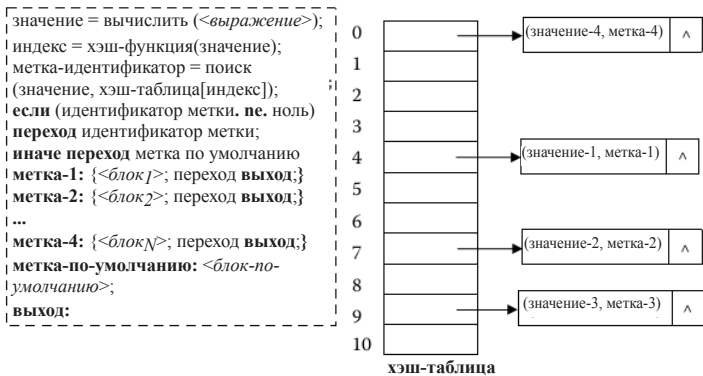 значение = вычислить (<выражение>);
индекс = хэш-функция(значение);
метка-идентификатор = поиск
(значение, хэш-таблица[индекс]);
если (идентификатор метки. ne. ноль)
переход идентификатор метки;
иначе переход метка по умолчанию
метка-1: {<блок1>; переход выход;}
метка-2: {<блок2>; переход выход;}
...
метка-4: {<блокN>; переход выход;}
метка-по-умолчанию: <блок-по-
умолчанию>;
выход:
;
0
1
2
3
4
5
6
7
8
9
10
хэш-таблица
(значение-4, метка-4) ^
(значение-1, метка-1) ^
(значение-2, метка-2) ^
(значение-3, метка-3) ^